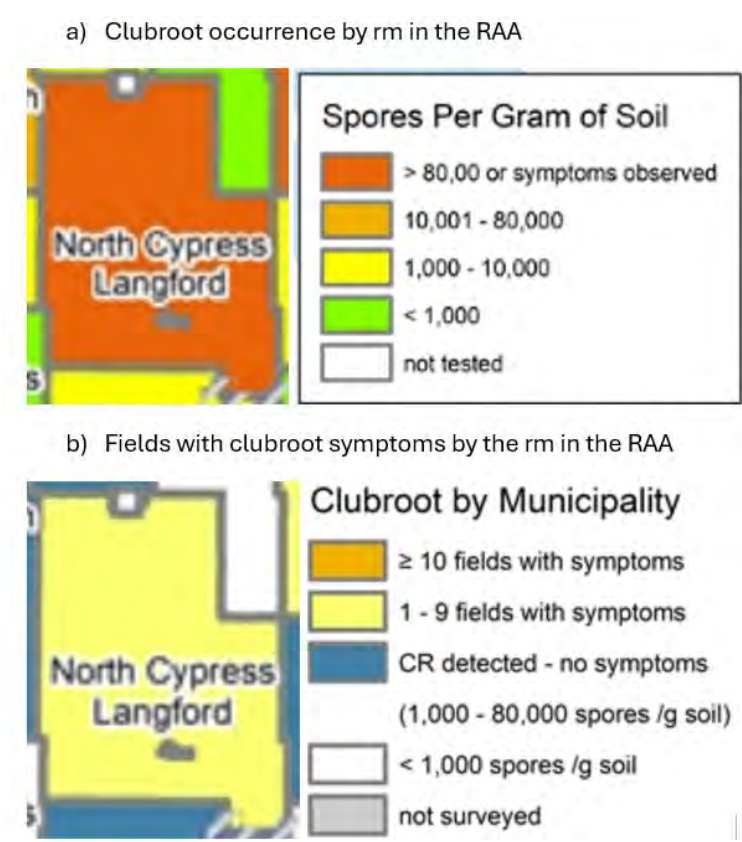 a) Clubroot occurrence by rm in the RAA
n
North Cypress
Langford
s
Spores Per Gram of Soil
> 80,00 or symptoms observed
10,001 - 80,000
1,000 - 10,000
< 1,000
not tested
b) Fields with clubroot symptoms by the rm in the RAA
North Cypress
Langford
s
Clubroot by Municipality
≥ 10 fields with symptoms
1 - 9 fields with symptoms
CR detected - no symptoms
(1,000 - 80,000 spores /g soil)
< 1,000 spores /g soil
not surveyed